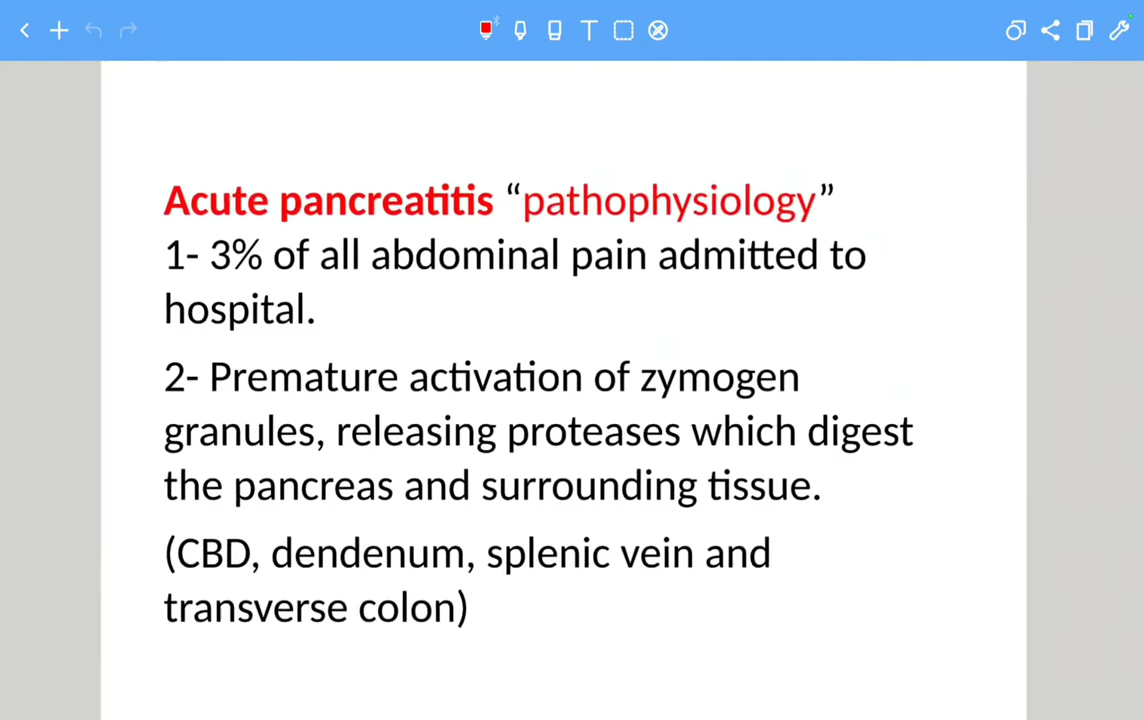 Acute pancreatitis “pathophysiology”
1- 3% of all abdominal pain admitted to
hospital.
2- Premature activation of zymogen
granules, releasing proteases which digest
the pancreas and surrounding tissue.
(CBD, dendenum, splenic vein and
transverse colon)